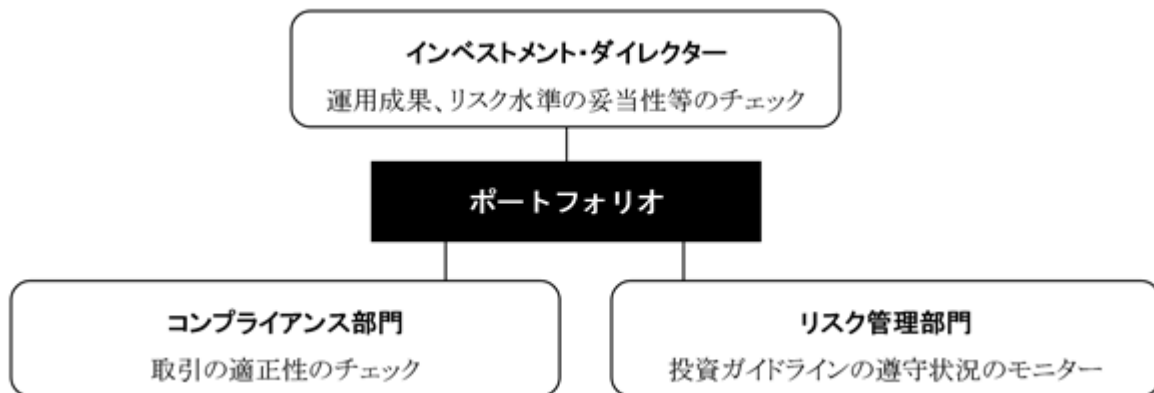 インベストメント・ダイレクター
運用成果、リスク水準の妥当性等のチェック
ポートフォリオ
コンプライアンス部門
取引の適正性のチェック
リスク管理部門
投資ガイドラインの遵守状況のモニター